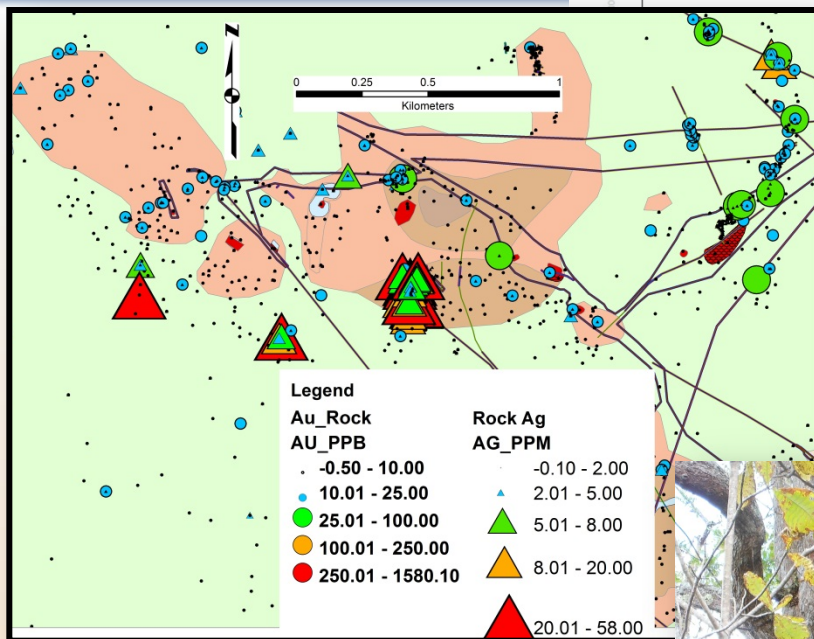 N
0 0.25 0.5 1
Kilometers
Legend
Au_Rock
AU_PPB
-0.50 - 10.00
10.01 - 25.00
25.01 - 100.00
100.01 - 250.00
250.01 - 1580.10
Rock Ag
AG_PPM
-0.10 - 2.00
2.01 - 5.00
5.01 - 8.00
8.01 - 20.00
20.01 - 58.00